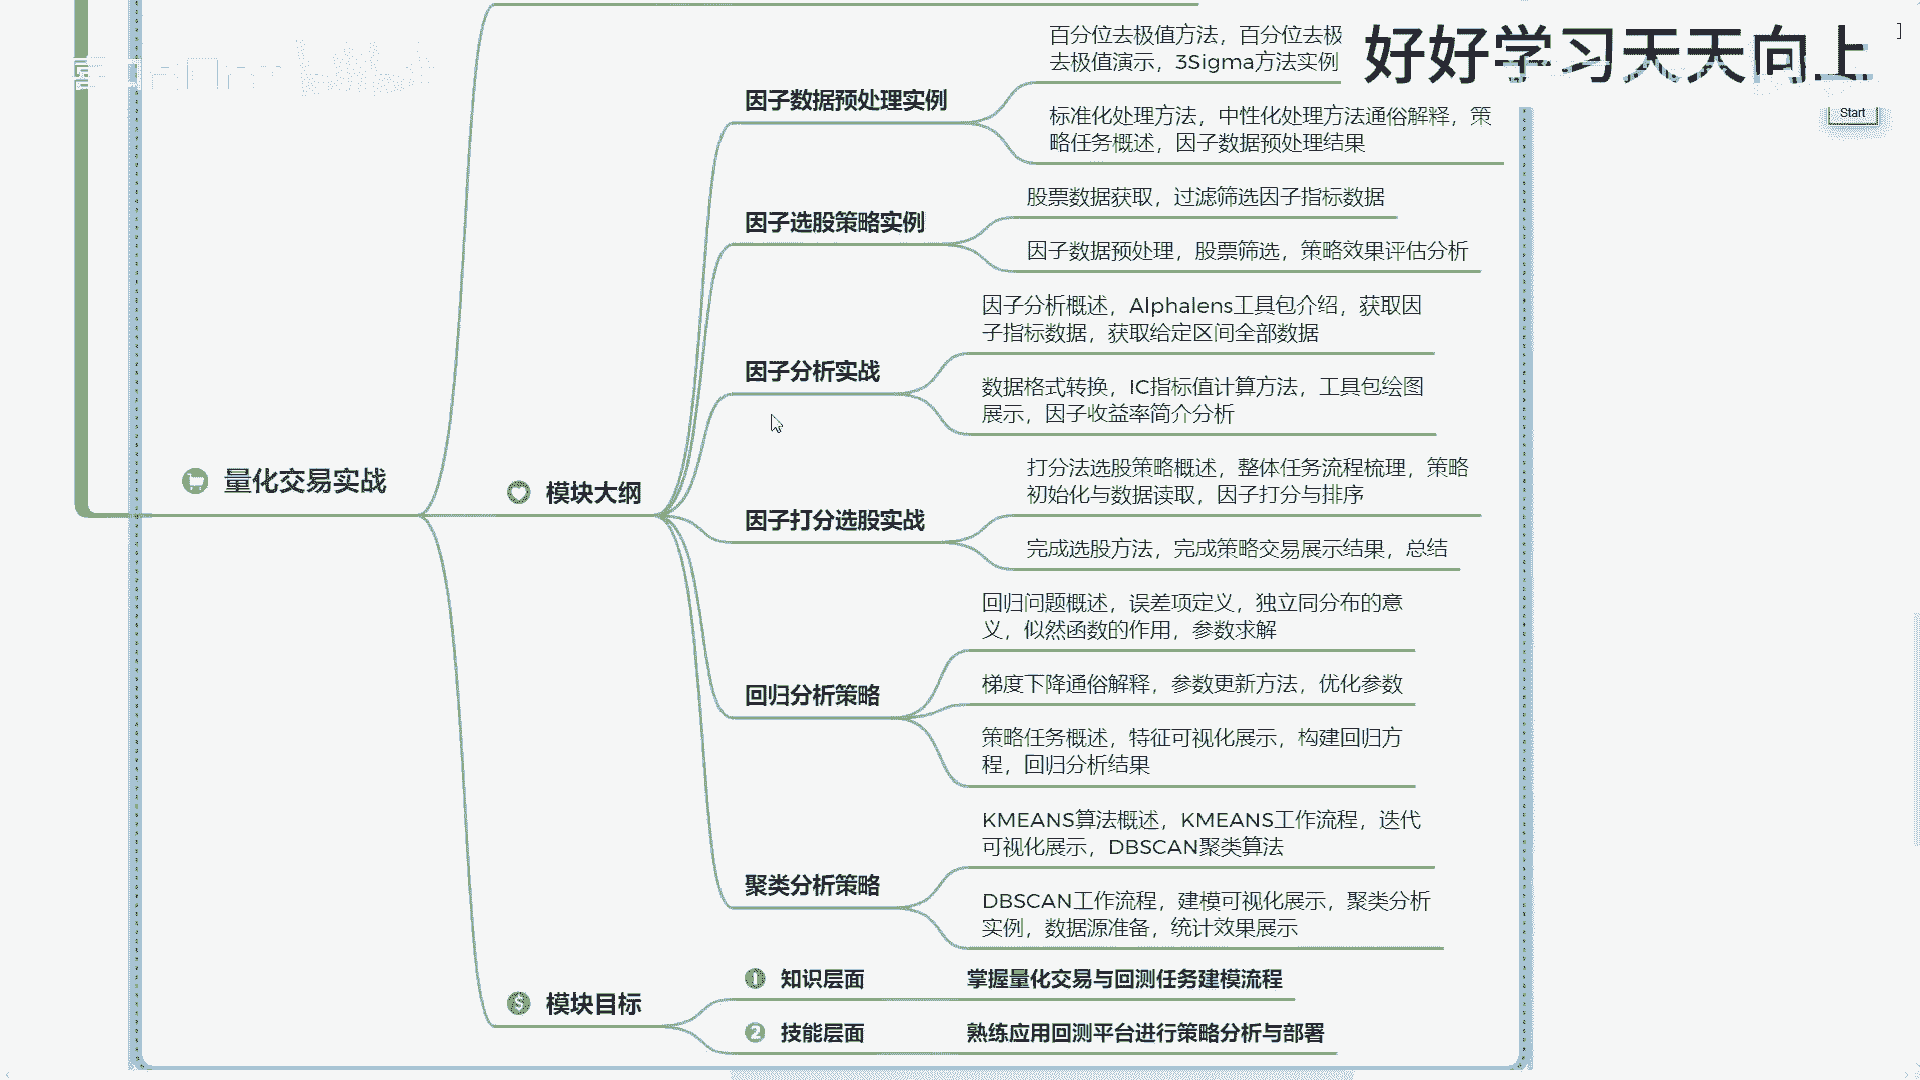 好好学习天天向上
Start
百分位去极值方法，百分位去极
去极值演示，3Sigma方法实例
因子数据预处理实例
标准化处理方法，中性化处理方法通俗解释，策
略任务概述，因子数据预处理结果
股票数据获取，过滤筛选因子指标数据
因子选股策略实例
因子数据预处理，股票筛选，策略效果评估分析
因子分析概述，Alphalens工具包介绍，获取因
子指标数据，获取给定区间全部数据
因子分析实战
数据格式转换，IC指标值计算方法，工具包绘图
展示，因子收益率简介分析
量化交易实战
模块大纲
打分法选股策略概述，整体任务流程梳理，策略
初始化与数据读取，因子打分与排序
因子打分选股实战
完成选股方法，完成策略交易展示结果，总结
回归问题概述，误差项定义，独立同分布的意
义，似然函数的作用，参数求解
回归分析策略
梯度下降通俗解释，参数更新方法，优化参数
策略任务概述，特征可视化展示，构建回归方
程，回归分析结果
KMEANS算法概述，KMEANS工作流程，迭代
可视化展示，DBSCAN聚类算法
聚类分析策略
DBSCAN工作流程，建模可视化展示，聚类分析
实例，数据源准备，统计效果展示
模块目标
1 知识层面 掌握量化交易与回测任务建模流程
2 技能层面 熟练应用回测平台进行策略分析与部署